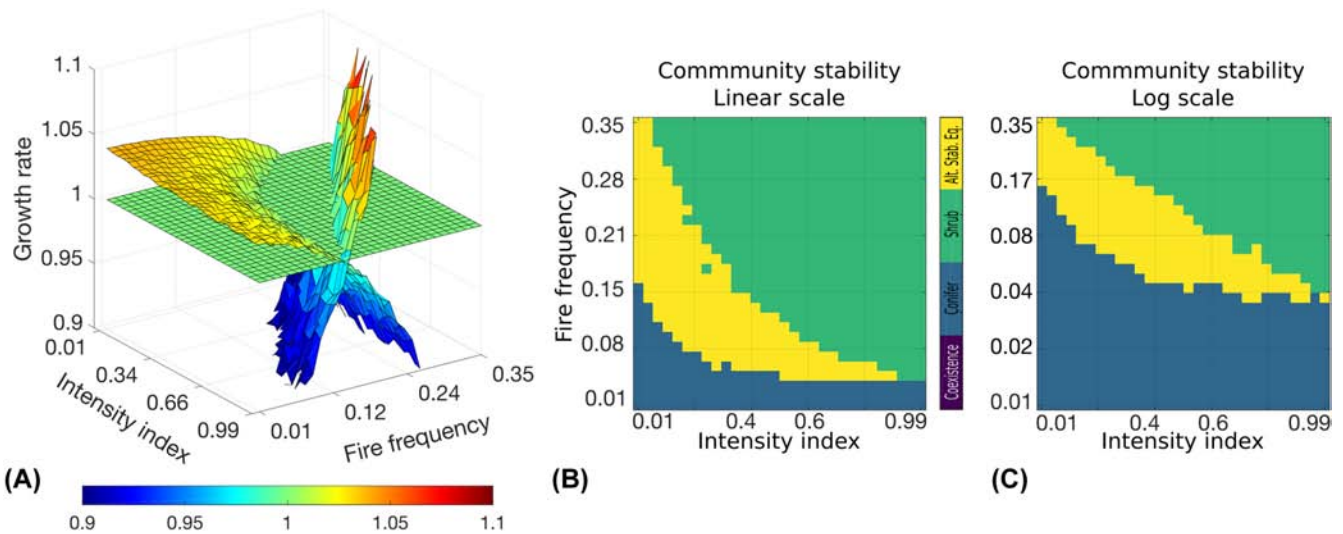 1.1
1.05
1
0.95
0.9
Growth rate
0.01
0.34
0.66
0.99
Intensity index
0.01
0.12
0.24
0.35
Fire frequency
(A)
0.9 0.95 1 1.05 1.1
Commmunity stability
Linear scale
0.35
0.28
0.21
0.15
0.08
0.01
Fire frequency
0.01 0.4 0.6 0.99
Intensity index
(B)
Alt. Stab. Eq.
Shrub
Conifer
Coexistence
Commmunity stability
Log scale
0.35
0.17
0.08
0.04
0.02
0.01
0.01 0.4 0.6 0.99
Intensity index
(C)